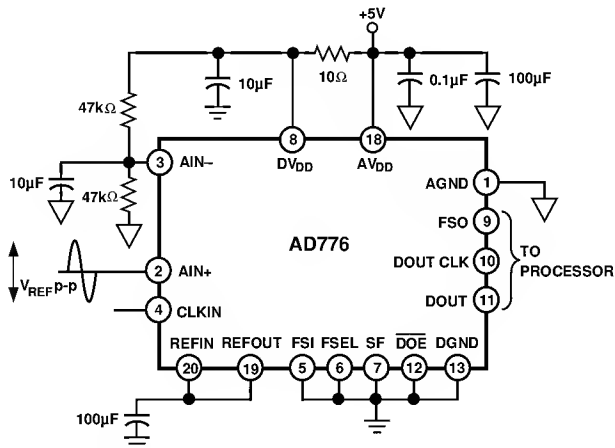 +5V
10µF
10Ω
0.1µF
100µF
47kΩ
8
18
DVDD
AVDD
3
AIN–
10µF
47kΩ
AGND
1
FSO
9
AD776
2
AIN+
DOUT CLK
10
TO
PROCESSOR
VREF p-p
DOUT
11
4
CLKIN
REFIN
REFOUT
FSI
FSEL
SF
DOE
DGND
20
19
5
6
7
12
13
100µF